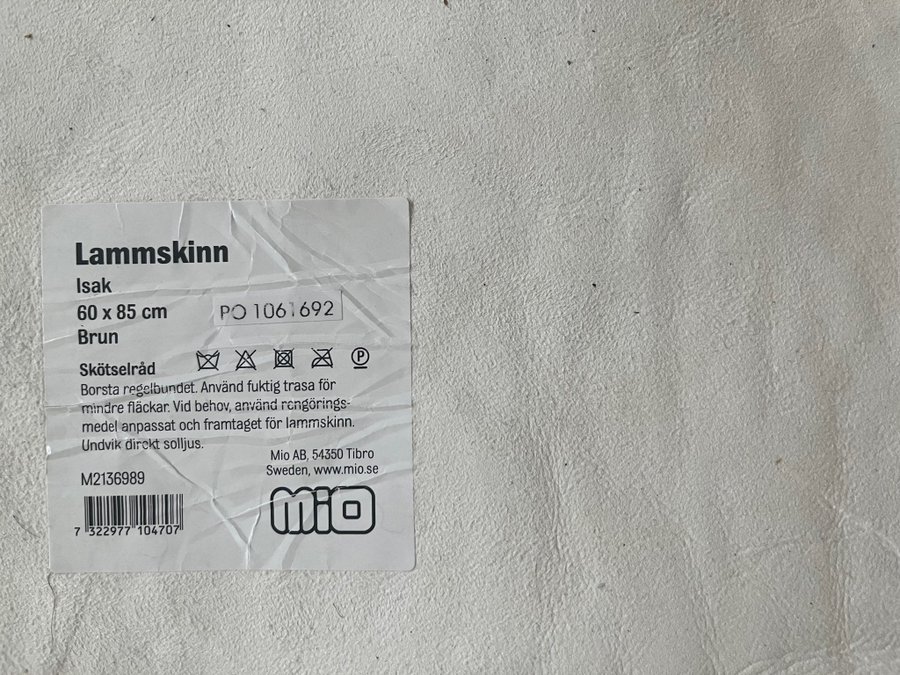 Lammskinn
Isak
60 x 85 cm
PO 1061692
Brun
Skötselråd
P
Borsta regelbundet. Använd fuktig trasa för
mindre fläckar. Vid behov, använd rengörings-
medel anpassat och framtaget för lammskinn.
Undvik direkt solljus.
Mio AB, 54350 Tibro
Sweden, www.mio.se
M2136989
mio
7 322977 104707